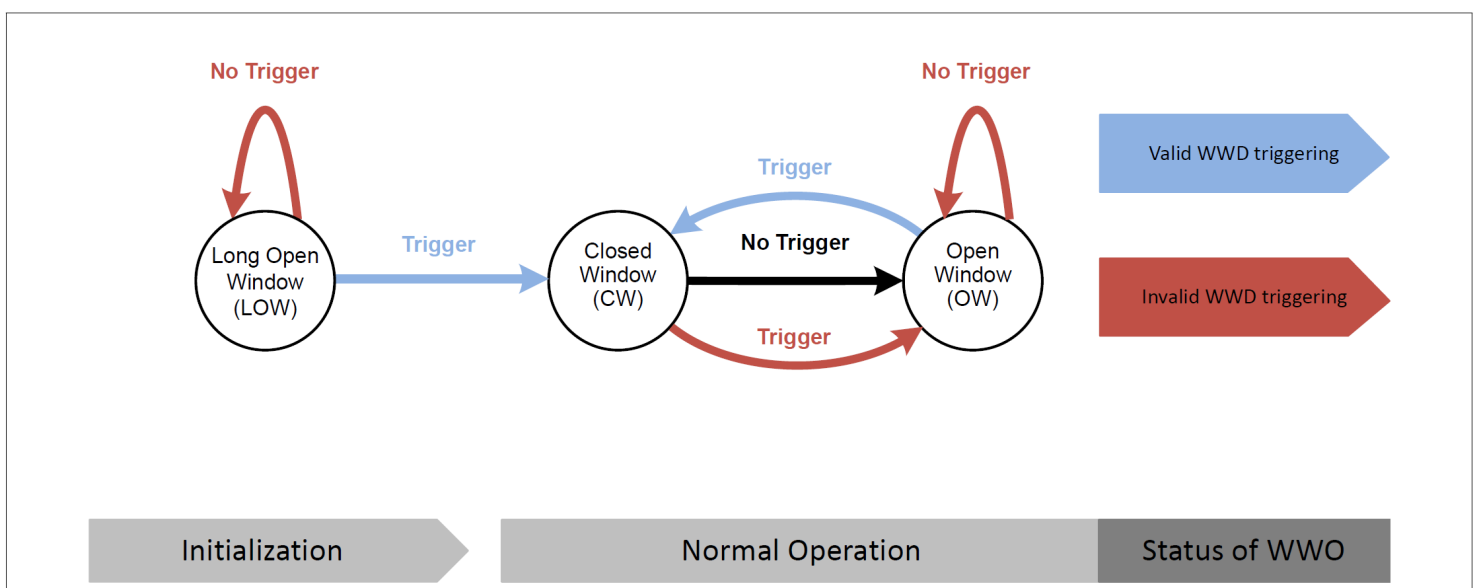 No Trigger
No Trigger
Valid WWD triggering
Trigger
Long Open
Window
(LOW)
Trigger
Closed
Window
(CW)
No Trigger
Open
Window
(OW)
Invalid WWD triggering
Trigger
Initialization
Normal Operation
Status of WWO